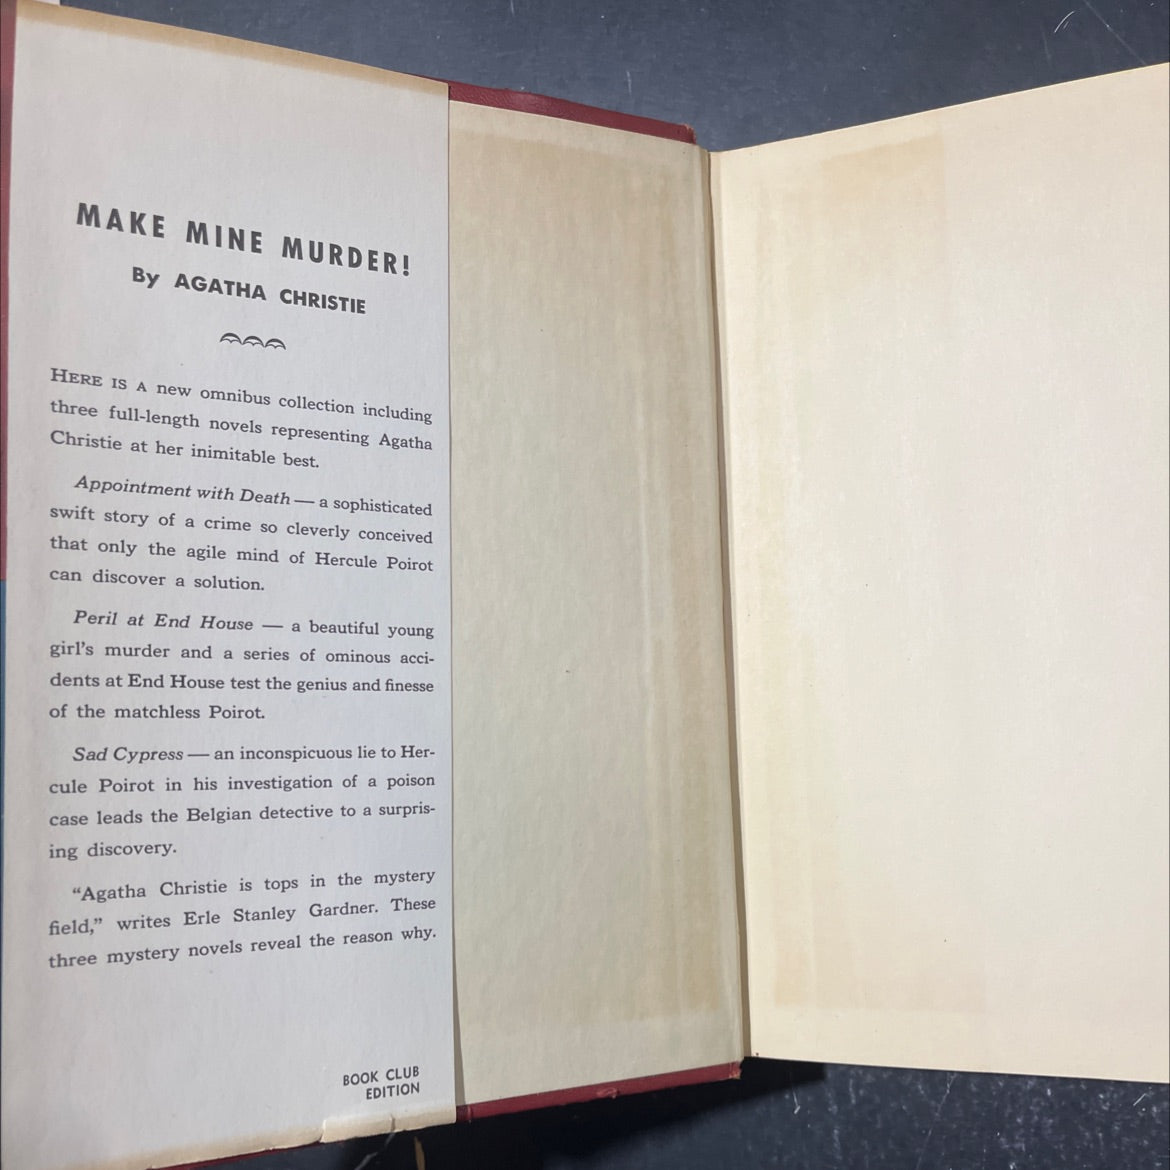 MAKE MINE MURDER!
By AGATHA CHRISTIE
HERE IS A new omnibus collection including
three full-length novels representing Agatha
Christie at her inimitable best.
Appointment with Death — a sophisticated
swift story of a crime so cleverly conceived
that only the agile mind of Hercule Poirot
can discover a solution.
Peril at End House — a beautiful young
girl's murder and a series of ominous acci-
dents at End House test the genius and finesse
of the matchless Poirot.
Sad Cypress — an inconspicuous lie to Her-
cule Poirot in his investigation of a poison
case leads the Belgian detective to a surpris-
ing discovery.
“Agatha Christie is tops in the mystery
field,” writes Erle Stanley Gardner. These
three mystery novels reveal the reason why.
BOOK CLUB
EDITION